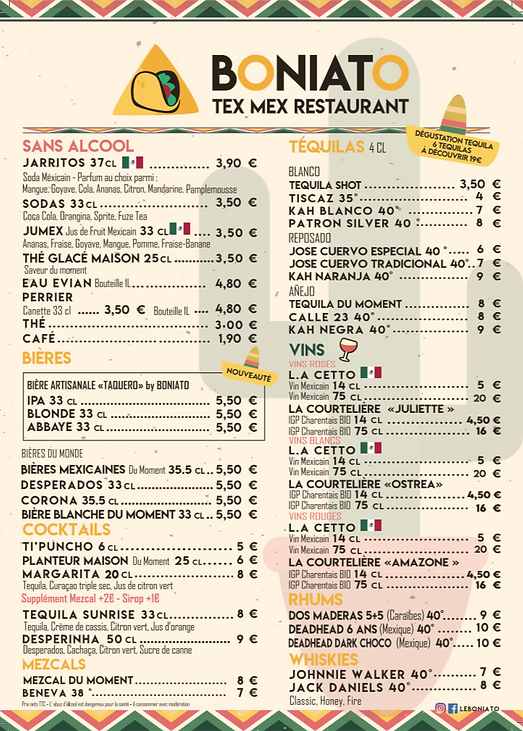 BONIATO
TEX MEX RESTAURANT
DÉGUSTATION TEQUILA
6 TEQUILAS
À DÉCOUVRIR 19€
SANS ALCOOL
JARRITOS 37CL ........ 3,90 €
Soda Méxicain - Parfum au choix parmi :
Mangue, Goyave, Cola, Ananas, Citron, Mandarine, Pamplemousse
SODAS 33CL ........ 3,50 €
Coca Cola, Orangina, Sprite, Fuze Tea
JUMEX Jus de Fruit Mexicain 33 CL .... 3,50 €
Ananas, Fraise, Goyave, Mangue, Pomme, Fraise-Banane
THÉ GLACÉ MAISON 25CL ........ 3,50 €
Saveur du moment
EAU EVIAN Bouteille 1L ........ 4,80 €
PERRIER
Canette 33 cl ...... 3,50 € Bouteille 1L .... 4,80 €
THÉ ........ 3,00 €
CAFÉ ........ 1,90 €
BIÈRES
NOUVEAUTÉ
BIÈRE ARTISANALE «TAQUERO» by BONIATO
IPA 33 CL ........ 5,50 €
BLONDE 33 CL ........ 5,50 €
ABBAYE 33 CL ........ 5,50 €
BIÈRES DU MONDE
BIÈRES MEXICAINES Du Moment 35.5 CL .. 5,50 €
DESPERADOS 33CL ........ 5,50 €
CORONA 35.5 CL ........ 5,50 €
BIÈRE BLANCHE DU MOMENT 33 CL .. 5,50 €
COCKTAILS
TI'PUNCHO 6CL ........ 5 €
PLANTEUR MAISON Du Moment 25 CL ...... 6 €
MARGARITA 20CL ........ 8 €
Tequila, Curaçao triple sec, Jus de citron vert
Supplément Mezcal +2€ - Sirop +1€
TEQUILA SUNRISE 33CL ........ 8 €
Tequila, Crème de cassis, Citron vert, Jus d'orange
DESPERINHA 50CL ........ 9 €
Desperados, Cachaça, Citron vert, Sucre de canne
MEZCALS
MEZCAL DU MOMENT ........ 8 €
BENEVA 38 ° ........ 7 €
Prix nets TTC - L'abus d'alcool est dangereux pour la santé - A consommer avec modération
TÉQUILAS 4 CL
BLANCO
TEQUILA SHOT ........ 3,50 €
TISCAZ 35° ........ 4 €
KAH BLANCO 40° ........ 7 €
PATRON SILVER 40 ° ........ 8 €
REPOSADO
JOSE CUERVO ESPECIAL 40 ° ..... 6 €
JOSE CUERVO TRADICIONAL 40° .. 7 €
KAH NARANJA 40° ........ 9 €
AÑEJO
TEQUILA DU MOMENT ........ 8 €
CALLE 23 40° ........ 8 €
KAH NEGRA 40° ........ 9 €
VINS
VINS ROSÉS
L.A CETTO
Vin Mexicain 14 CL ........ 5 €
Vin Mexicain 75 CL ........ 20 €
LA COURTELIÈRE «JULIETTE »
IGP Charentais BIO 14 CL ........ 4,50 €
IGP Charentais BIO 75 CL ........ 16 €
VINS BLANCS
L.A CETTO
Vin Mexicain 14 CL ........ 5 €
Vin Mexicain 75 CL ........ 20 €
LA COURTELIÈRE «OSTREA»
IGP Charentais BIO 14 CL ........ 4,50 €
IGP Charentais BIO 75 CL ........ 16 €
VINS ROUGES
L.A CETTO
Vin Mexicain 14 CL ........ 5 €
Vin Mexicain 75 CL ........ 20 €
LA COURTELIÈRE «AMAZONE »
IGP Charentais BIO 14 CL ........ 4,50 €
IGP Charentais BIO 75 CL ........ 16 €
RHUMS
DOS MADERAS 5+5 (Caraïbes) 40° ........ 9 €
DEADHEAD 6 ANS (Mexique) 40° ........ 10 €
DEADHEAD DARK CHOCO (Mexique) 40° .... 10 €
WHISKIES
JOHNNIE WALKER 40° ........ 7 €
JACK DANIELS 40° ........ 8 €
Classic, Honey, Fire
LEBONIATO